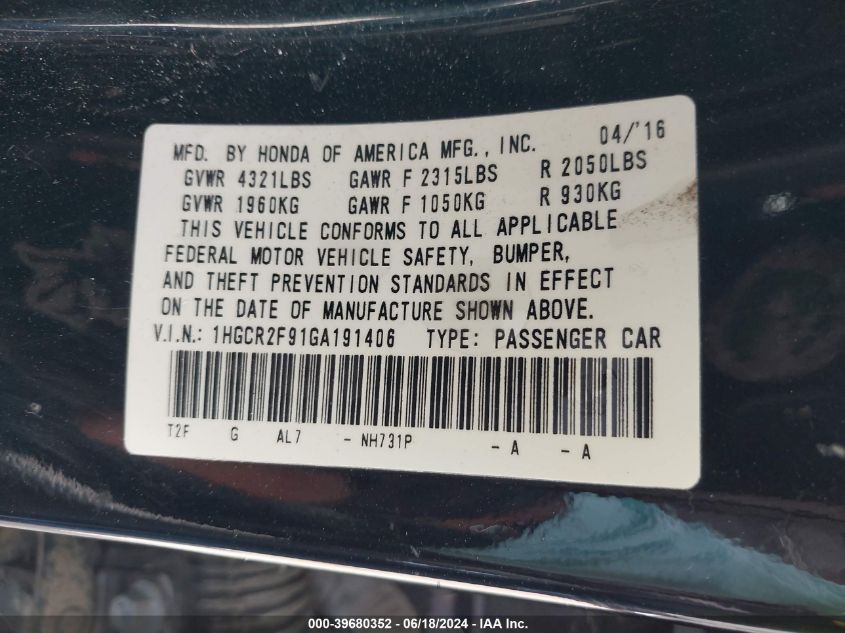 MFD. BY HONDA OF AMERICA MFG., INC. 04/'16
GVWR 4321LBS GAWR F 2315LBS R 2050LBS
GVWR 1960KG GAWR F 1050KG R 930KG
THIS VEHICLE CONFORMS TO ALL APPLICABLE
FEDERAL MOTOR VEHICLE SAFETY, BUMPER,
AND THEFT PREVENTION STANDARDS IN EFFECT
ON THE DATE OF MANUFACTURE SHOWN ABOVE.
V.I.N.: 1HGCR2F91GA191406 TYPE: PASSENGER CAR
T2F G AL7 - NH731P - A - A
000-39680352 - 06/18/2024 - IAA Inc.